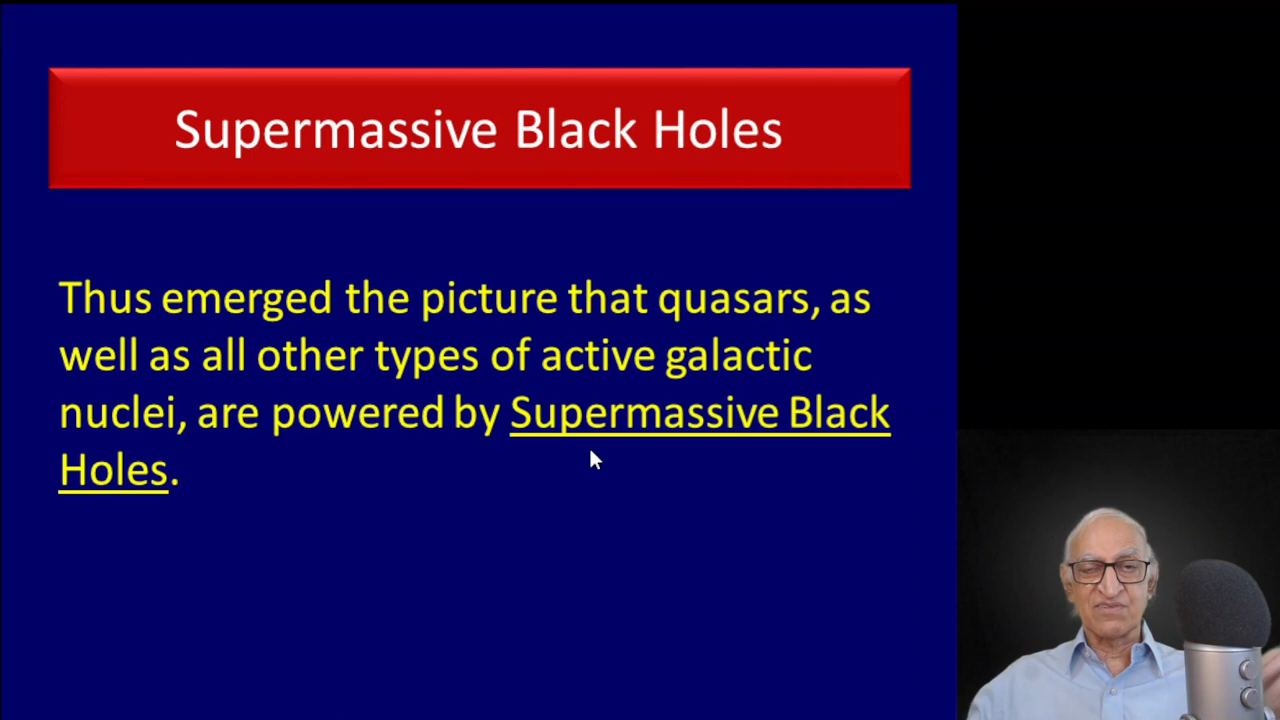 Supermassive Black Holes
Thus emerged the picture that quasars, as
well as all other types of active galactic
nuclei, are powered by Supermassive Black
Holes.